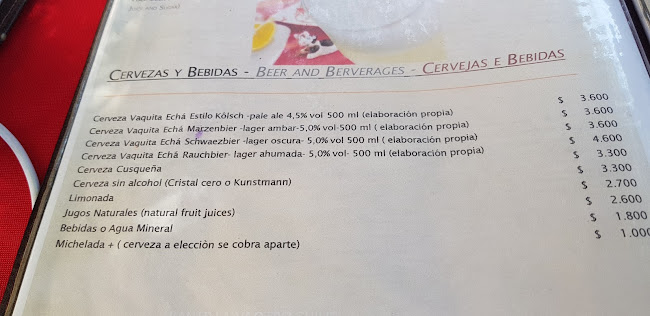 AND SUGAR
CERVEZAS Y BEBIDAS - BEER AND BERVERAGES - CERVEJAS E BEBIDAS
Cerveza Vaquita Echá Estilo Kölsch -pale ale 4,5% vol 500 ml (elaboración propia) $ 3.600
Cerveza Vaquita Echá Marzenbier -lager ambar-5,0% vol-500 ml ( elaboración propia) $ 3.600
Cerveza Vaquita Echá Schwaezbier -lager oscura- 5,0% vol 500 ml ( elaboración propia) $ 3.600
Cerveza Vaquita Echá Rauchbier- lager ahumada- 5,0% vol- 500 ml (elaboración propia) $ 4.600
Cerveza Cusqueña $ 3.300
Cerveza sin alcohol (Cristal cero o Kunstmann) $ 3.300
Limonada $ 2.700
Jugos Naturales (natural fruit juices) $ 2.600
Bebidas o Agua Mineral $ 1.800
Michelada + ( cerveza a elección se cobra aparte) $ 1.000